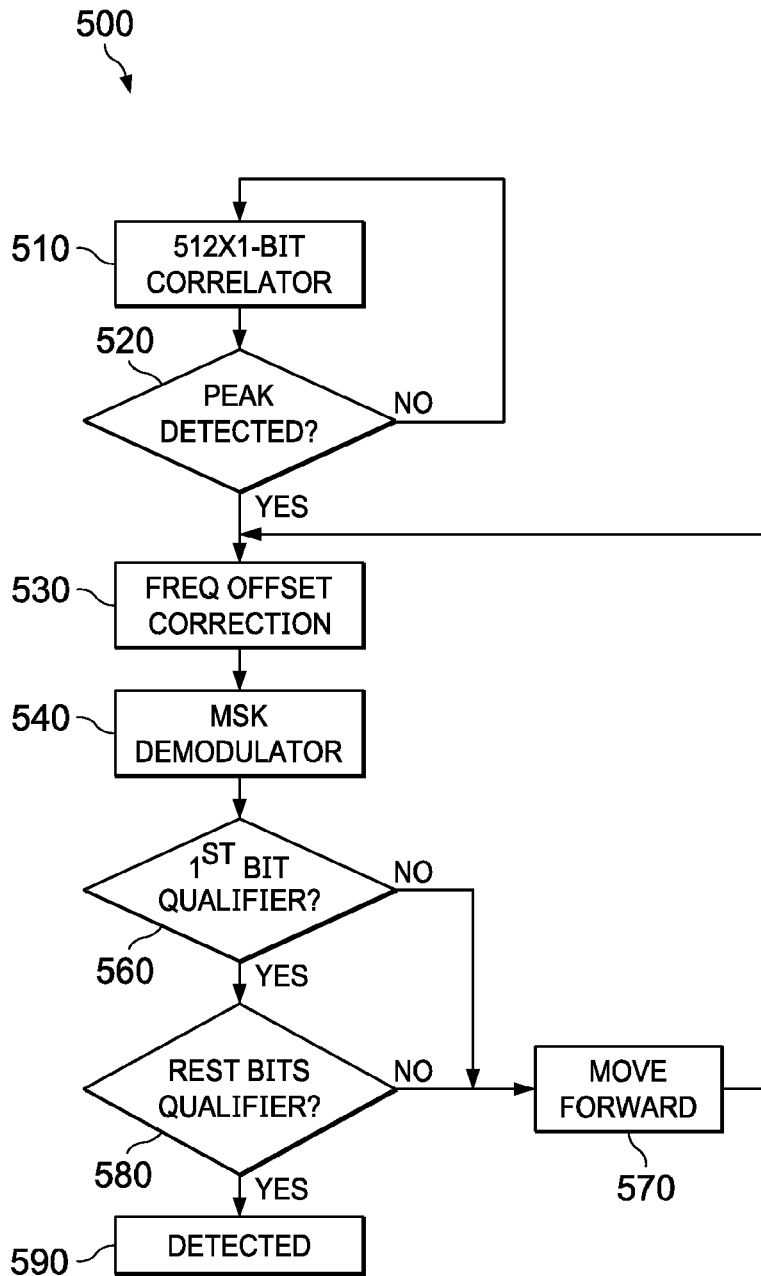 500
510
512X1-BIT
CORRELATOR
520
PEAK
DETECTED?
NO
YES
530
FREQ OFFSET
CORRECTION
540
MSK
DEMODULATOR
1ST BIT
QUALIFIER?
NO
560
YES
REST BITS
QUALIFIER?
NO
MOVE
FORWARD
580
570
YES
590
DETECTED